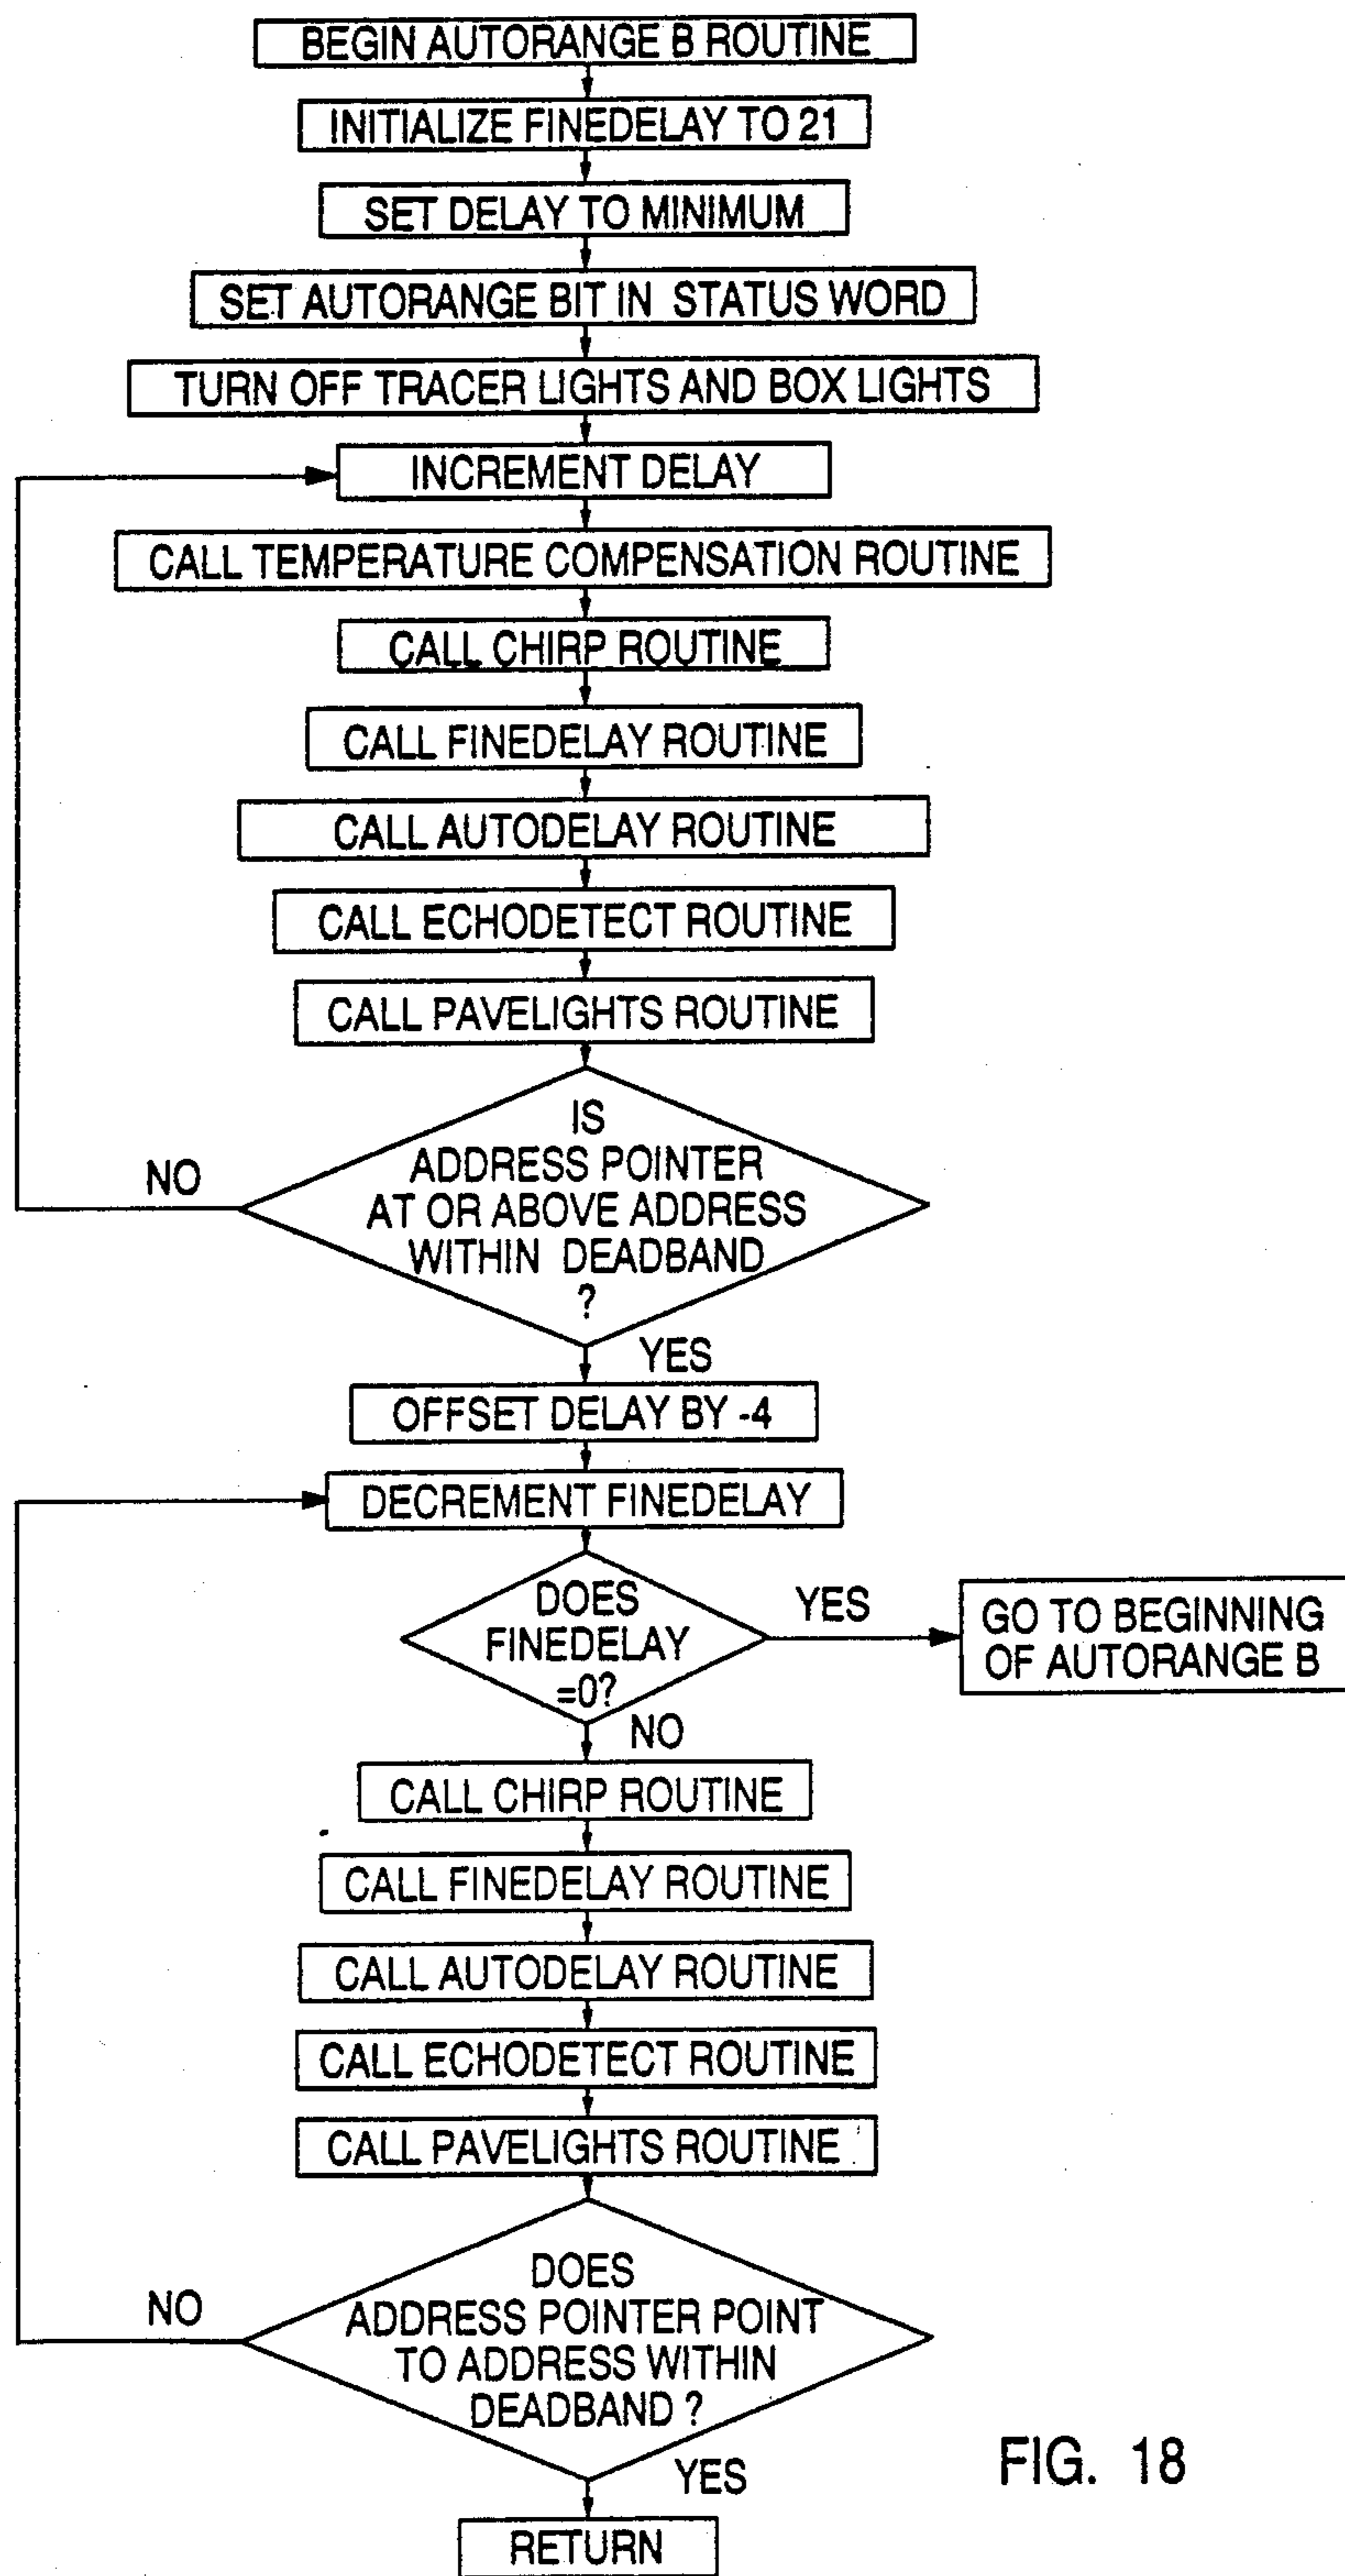 BEGIN AUTORANGE B ROUTINE
INITIALIZE FINEDELAY TO 21
SET DELAY TO MINIMUM
SET AUTORANGE BIT IN STATUS WORD
TURN OFF TRACER LIGHTS AND BOX LIGHTS
INCREMENT DELAY
CALL TEMPERATURE COMPENSATION ROUTINE
CALL CHIRP ROUTINE
CALL FINEDELAY ROUTINE
CALL AUTODELAY ROUTINE
CALL ECHODETECT ROUTINE
CALL PAVELIGHTS ROUTINE
IS
ADDRESS POINTER
AT OR ABOVE ADDRESS
WITHIN DEADBAND
?
NO
YES
OFFSET DELAY BY -4
DECREMENT FINEDELAY
DOES
FINEDELAY
=0?
YES
GO TO BEGINNING
OF AUTORANGE B
NO
CALL CHIRP ROUTINE
CALL FINEDELAY ROUTINE
CALL AUTODELAY ROUTINE
CALL ECHODETECT ROUTINE
CALL PAVELIGHTS ROUTINE
DOES
ADDRESS POINTER POINT
TO ADDRESS WITHIN
DEADBAND ?
NO
YES
RETURN
FIG. 18